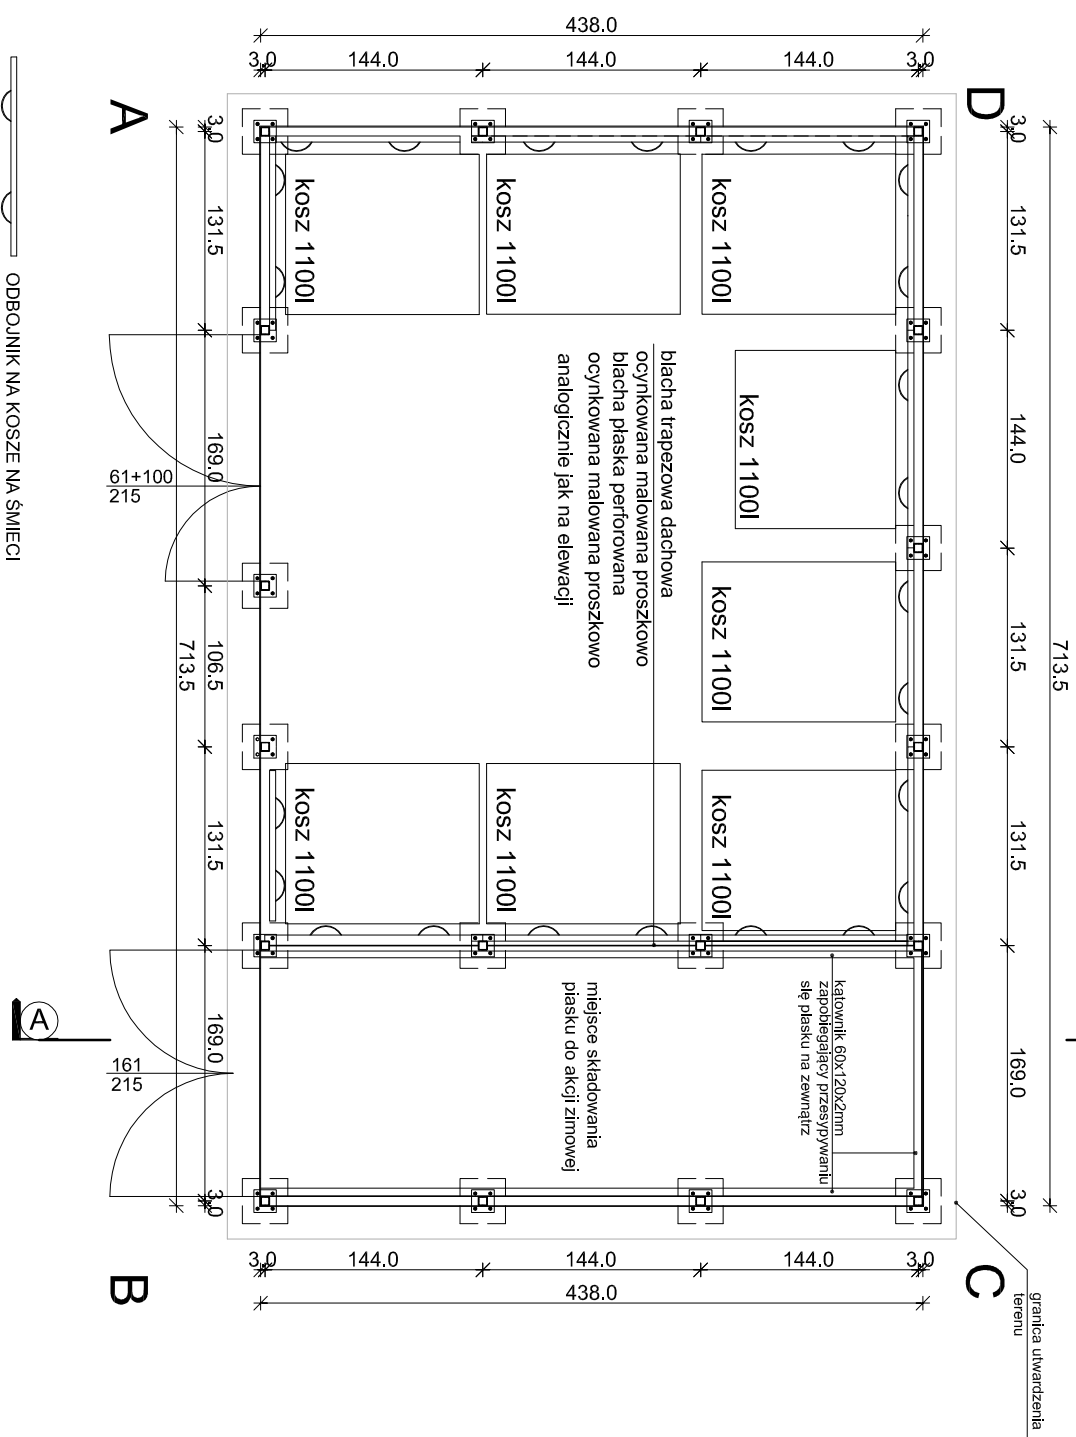 438.0
3.0
144.0
144.0
144.0
3.0
A
D
3.0
131.5
169.0
106.5
131.5
169.0
3.0
713.5
61+100
215
161
215
3.0
131.5
144.0
131.5
131.5
169.0
3.0
713.5
kosz 1100l
kosz 1100l
kosz 1100l
kosz 1100l
kosz 1100l
kosz 1100l
kosz 1100l
kosz 1100l
blacha trapezowa dachowa
ocynkowana malowana proszkowo
blacha płaska perforowana
ocynkowana malowana proszkowo
analogicznie jak na elewacji
kątownik 60x120x2mm
zapobiegający przesypywaniu
się piasku na zewnątrz
miejsce składowania
piasku do akcji zimowej
ODBOJNIK NA KOSZE NA ŚMIECI
A
B
C
granica utwardzenia
terenu
3.0
144.0
144.0
144.0
3.0
438.0